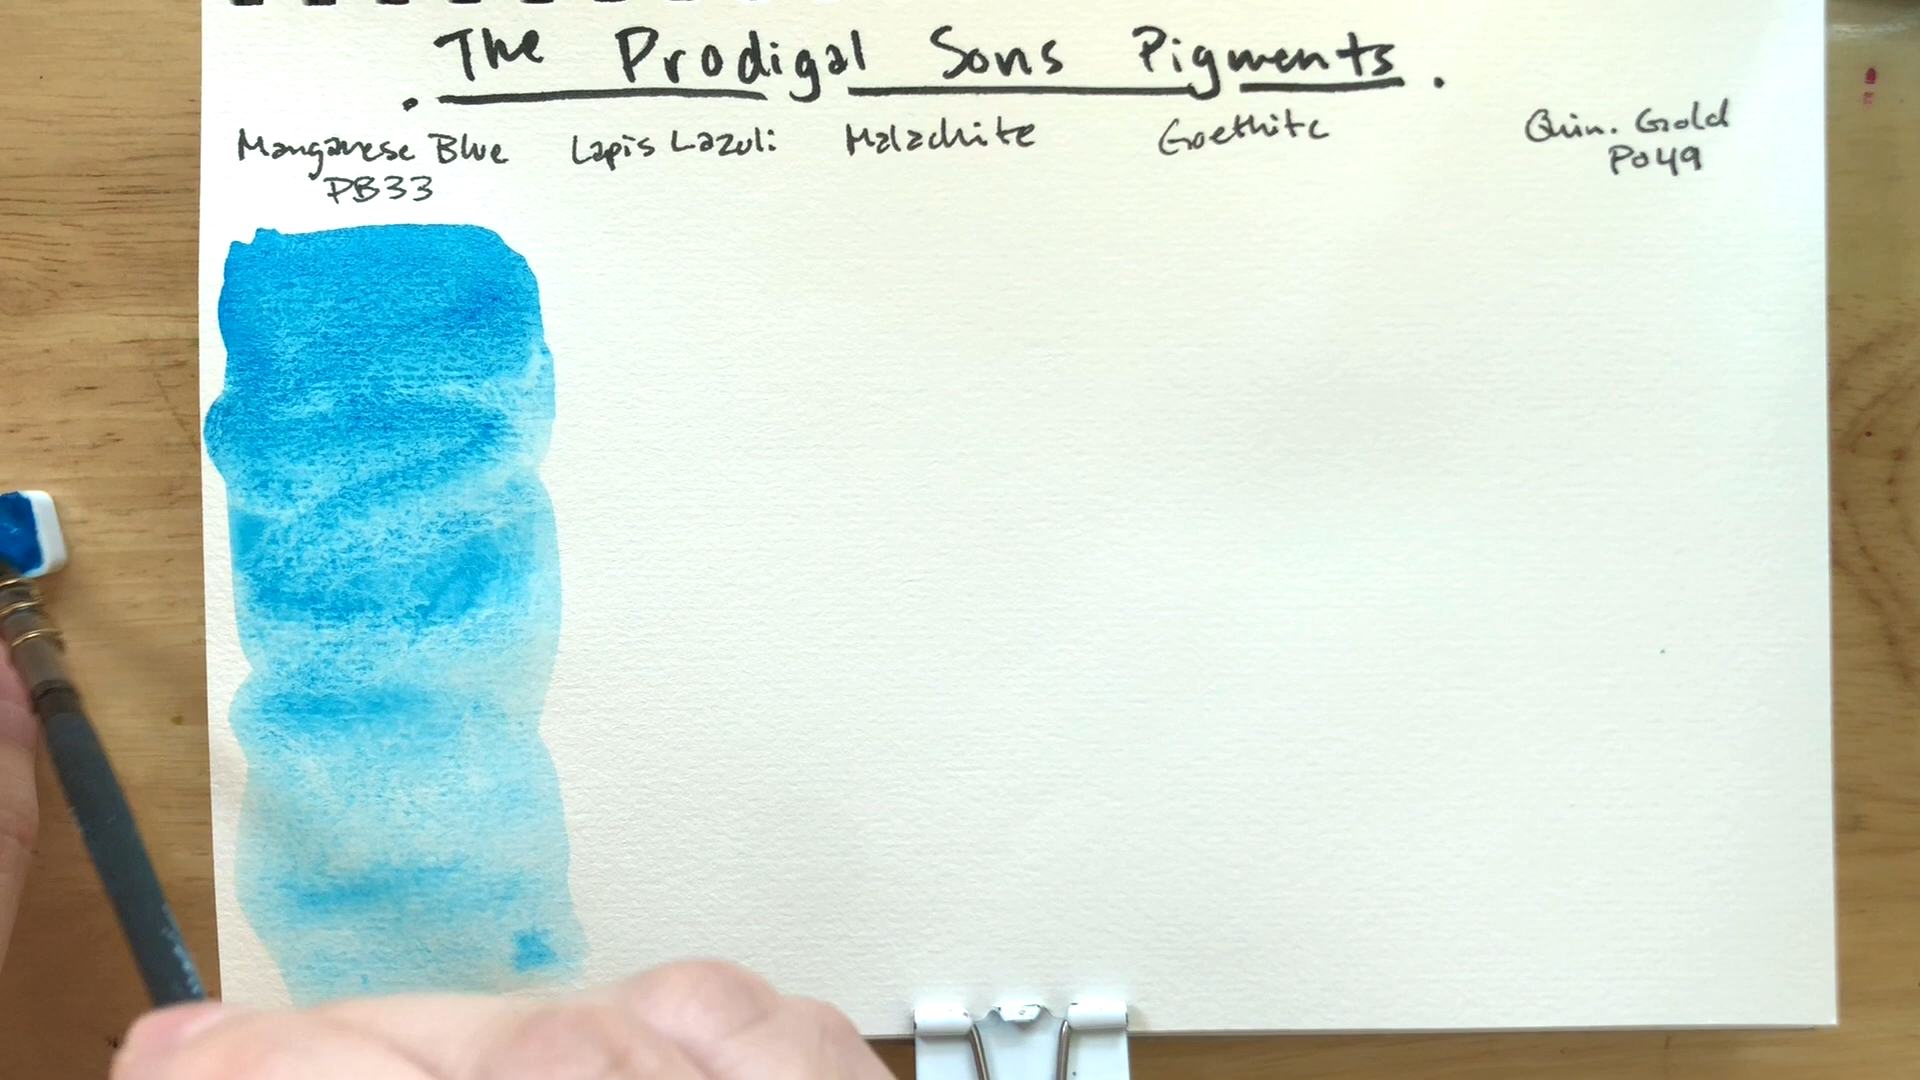 The Prodigal Sons Pigments.
Manganese Blue Lapis Lazuli Malachite Goethite Quin. Gold
PB33 PO49